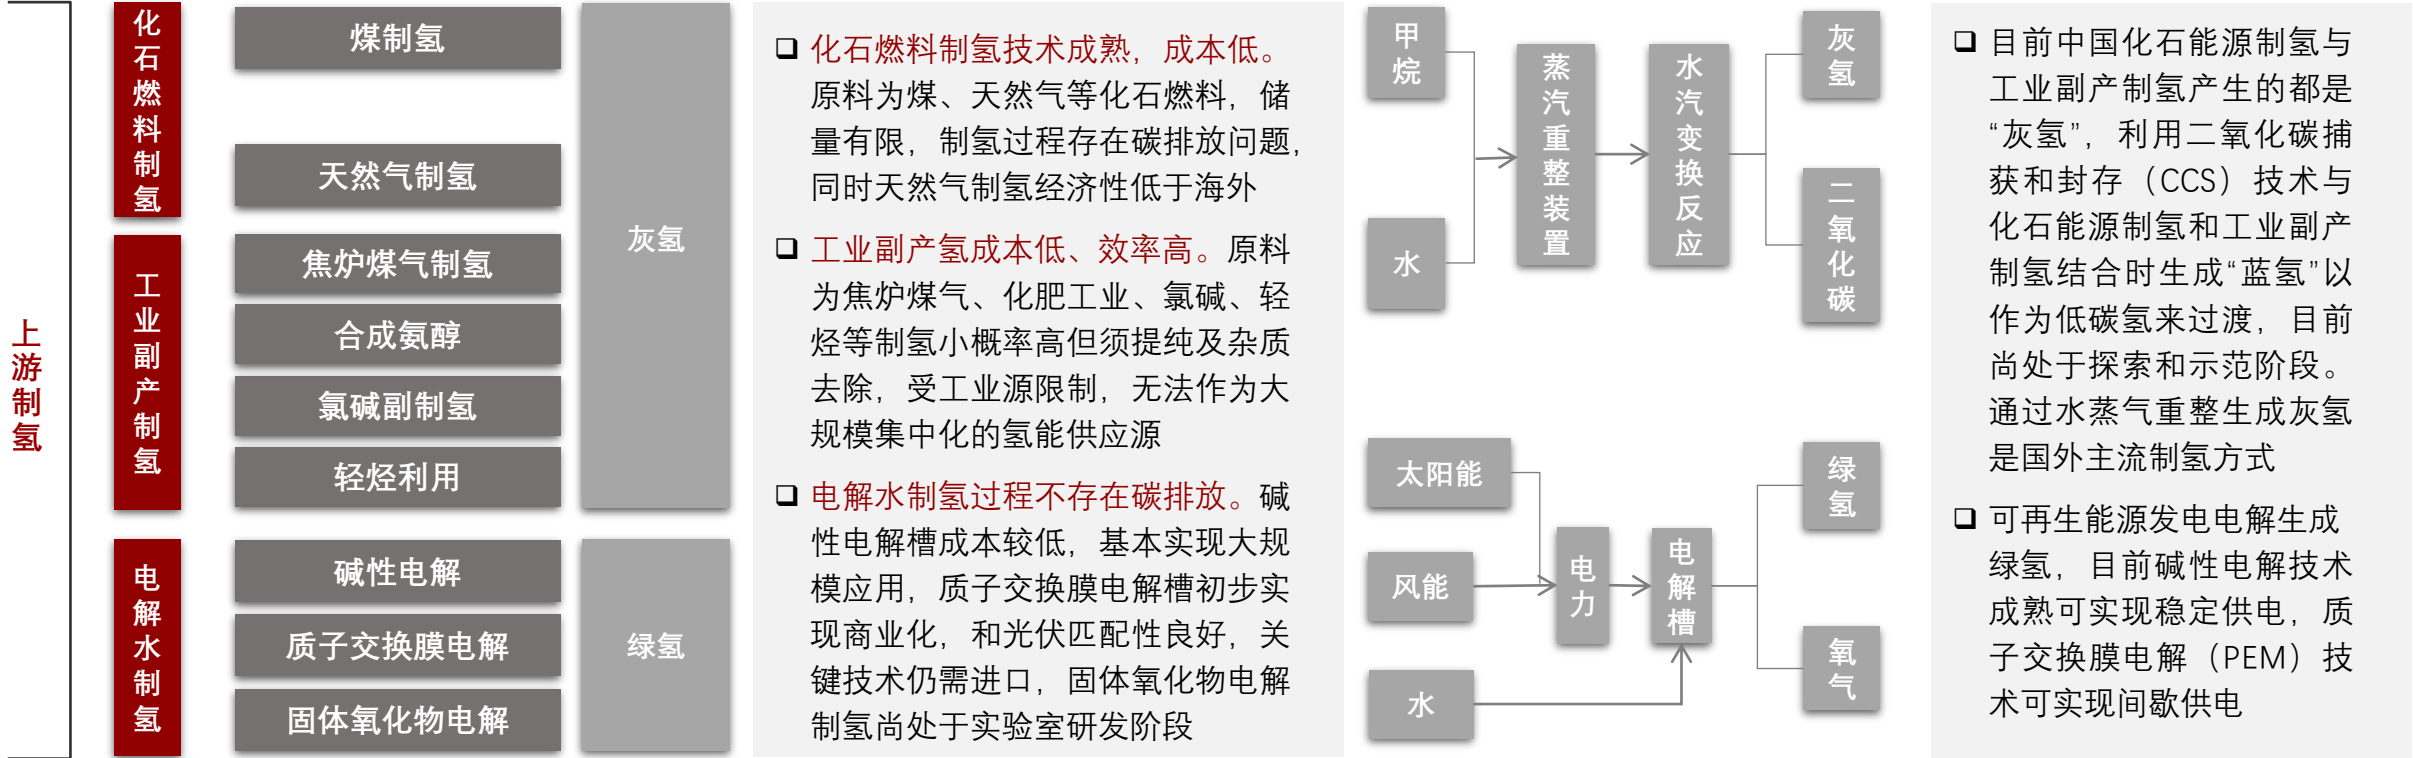 上游制氢
化石燃料制氢
煤制氢
天然气制氢
工业副产制氢
焦炉煤气制氢
合成氨醇
氯碱副制氢
轻烃利用
灰氢
电解水制氢
碱性电解
质子交换膜电解
固体氧化物电解
绿氢
化石燃料制氢技术成熟，成本低。
原料为煤、天然气等化石燃料，储
量有限，制氢过程存在碳排放问题，
同时天然气制氢经济性低于海外
工业副产氢成本低、效率高。原料
为焦炉煤气、化肥工业、氯碱、轻
烃等制氢小概率高但须提纯及杂质
去除，受工业源限制，无法作为大
规模集中化的氢能供应源
电解水制氢过程不存在碳排放。碱
性电解槽成本较低，基本实现大规
模应用，质子交换膜电解槽初步实
现商业化，和光伏匹配性良好，关
键技术仍需进口，固体氧化物电解
制氢尚处于实验室研发阶段
甲烷
水
蒸汽重整装置
水汽变换反应
灰氢
二氧化碳
太阳能
风能
水
电力
电解槽
绿氢
氧气
目前中国化石能源制氢与
工业副产制氢产生的都是
“灰氢”，利用二氧化碳捕
获和封存（CCS）技术与
化石能源制氢和工业副产
制氢结合时生成“蓝氢”以
作为低碳氢来过渡，目前
尚处于探索和示范阶段。
通过水蒸气重整生成灰氢
是国外主流制氢方式
可再生能源发电电解生成
绿氢，目前碱性电解技术
成熟可实现稳定供电，质
子交换膜电解（PEM）技
术可实现间歇供电